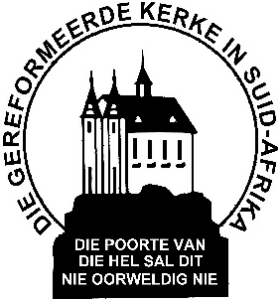 DIE GEREFORMEERDE KERKE IN SUID-AFRIKA
DIE POORTE VAN
DIE HEL SAL DIT
NIE OORWELDIG NIE